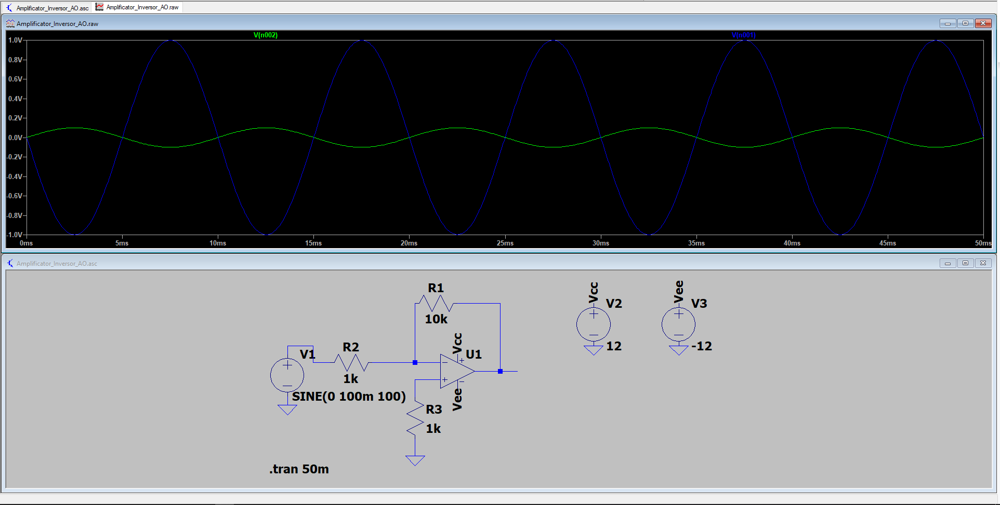 Amplificator_Inversor_AO.asc
Amplificator_Inversor_AO.raw
Amplificator_Inversor_AO.raw
V(n002)
V(n001)
1.0V
0.8V
0.6V
0.4V
0.2V
0.0V
-0.2V
-0.4V
-0.6V
-0.8V
-1.0V
0ms
5ms
10ms
15ms
20ms
25ms
30ms
35ms
40ms
45ms
50ms
Amplificator_Inversor_AO.asc
R1
10k
Vcc
V2
12
Vee
V3
-12
R2
1k
V1
SINE(0 100m 100)
Vcc
U1
Vee
R3
1k
.tran 50m